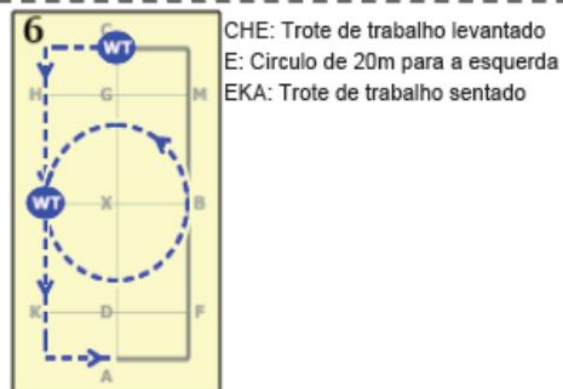 6
C
WT
CHE: Trote de trabalho levantado
E: Circulo de 20m para a esquerda
H G M
EKA: Trote de trabalho sentado
WT X B
K D F
A